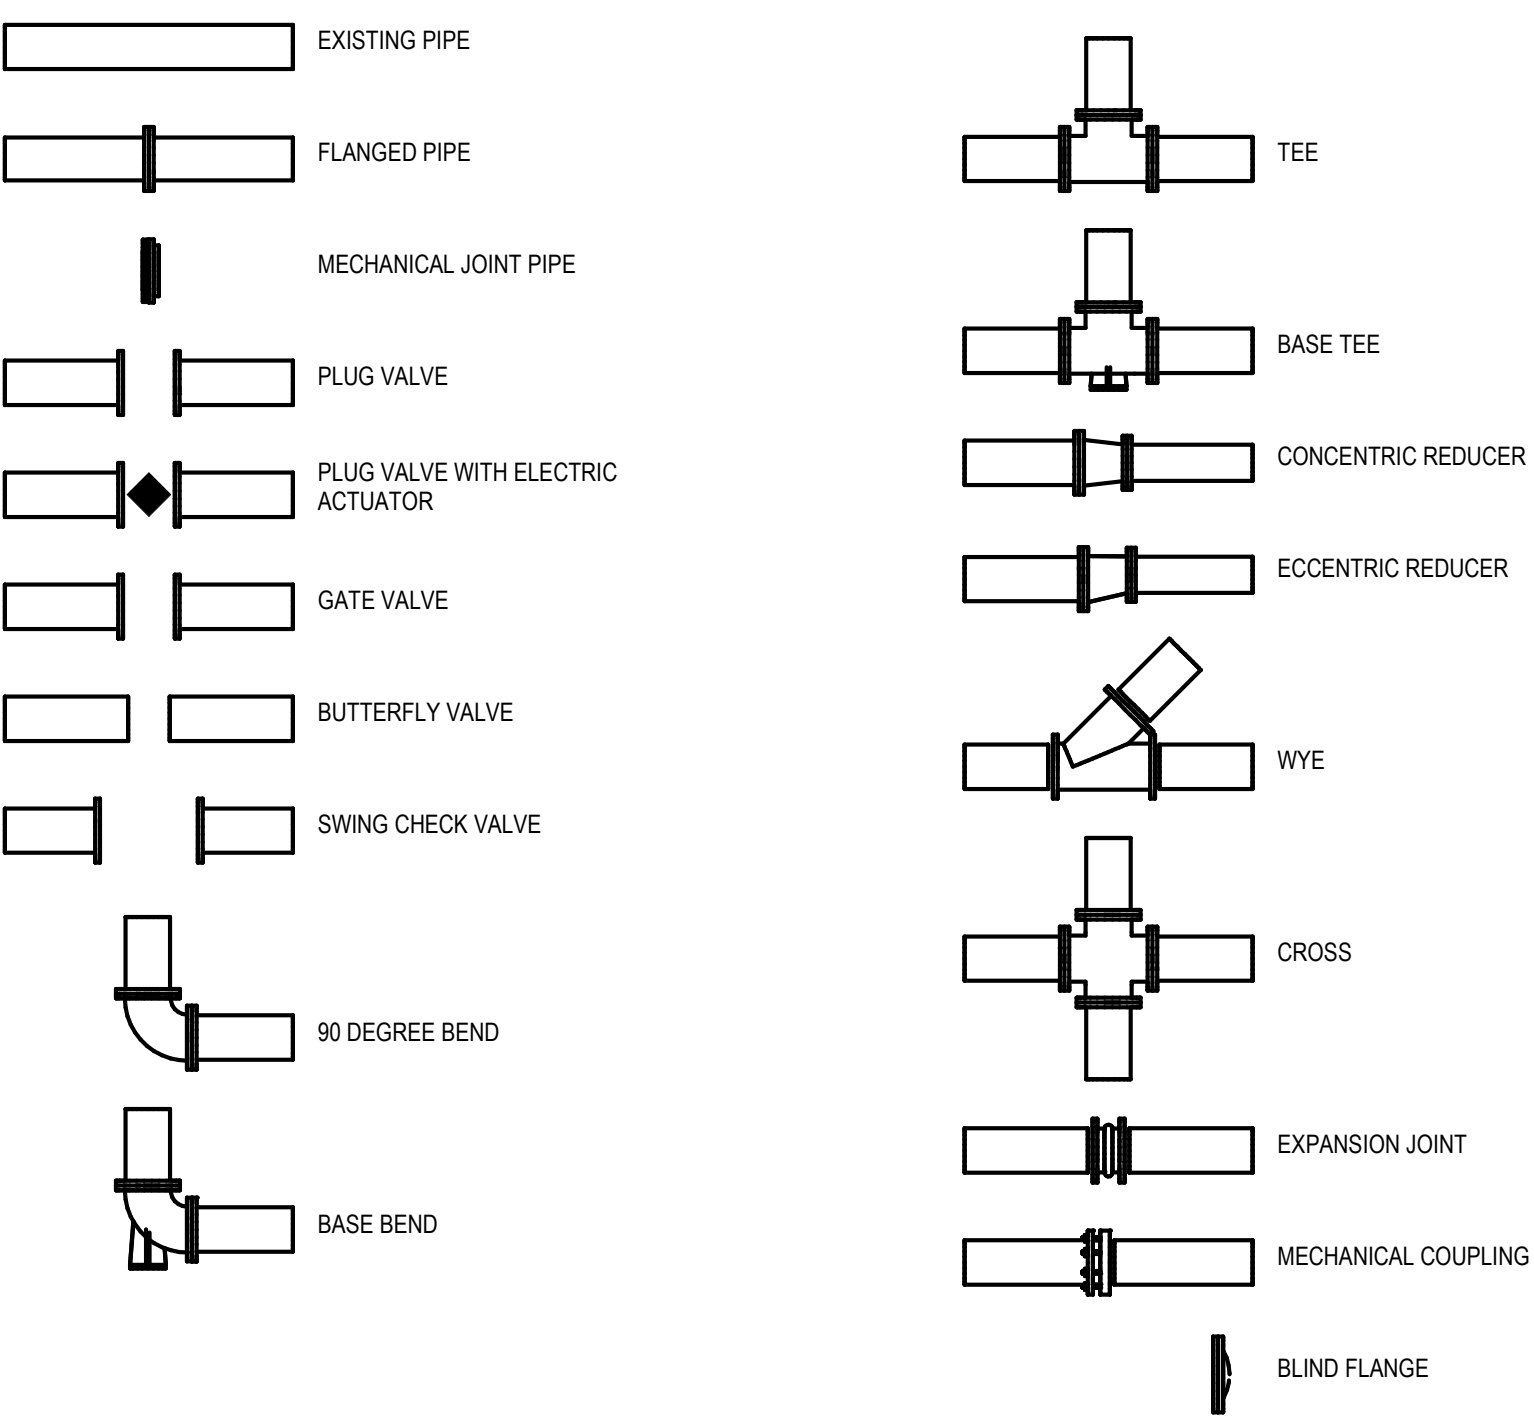 EXISTING PIPE
FLANGED PIPE
MECHANICAL JOINT PIPE
PLUG VALVE
PLUG VALVE WITH ELECTRIC
ACTUATOR
GATE VALVE
BUTTERFLY VALVE
SWING CHECK VALVE
90 DEGREE BEND
BASE BEND
TEE
BASE TEE
CONCENTRIC REDUCER
ECCENTRIC REDUCER
WYE
CROSS
EXPANSION JOINT
MECHANICAL COUPLING
BLIND FLANGE